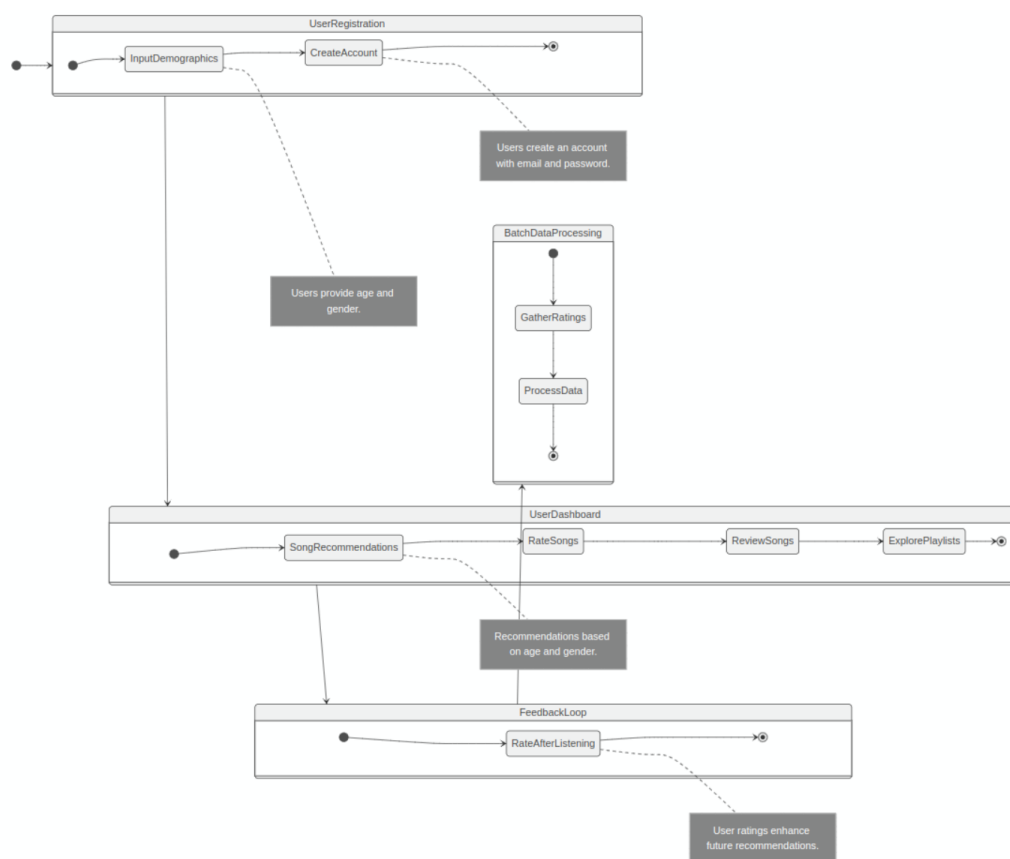 UserRegistration
InputDemographics
CreateAccount
Users create an account
with email and password.
Users provide age and
gender.
BatchDataProcessing
GatherRatings
ProcessData
UserDashboard
SongRecommendations
RateSongs
ReviewSongs
ExplorePlaylists
Recommendations based
on age and gender.
FeedbackLoop
RateAfterListening
User ratings enhance
future recommendations.